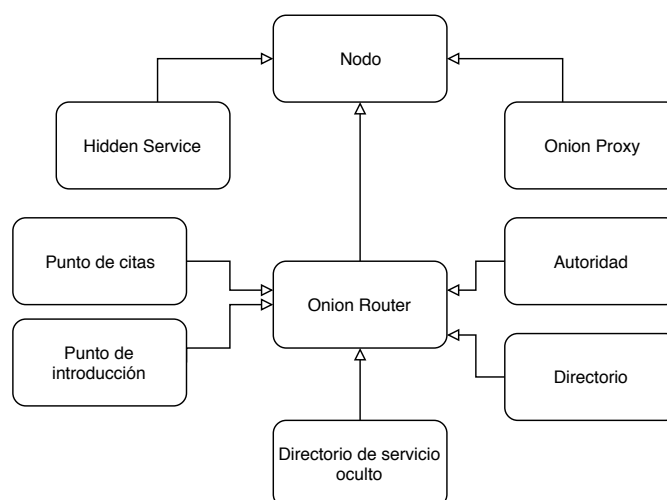 Nodo
Hidden Service
Onion Proxy
Punto de citas
Autoridad
Onion Router
Punto de
introducción
Directorio
Directorio de servicio
oculto